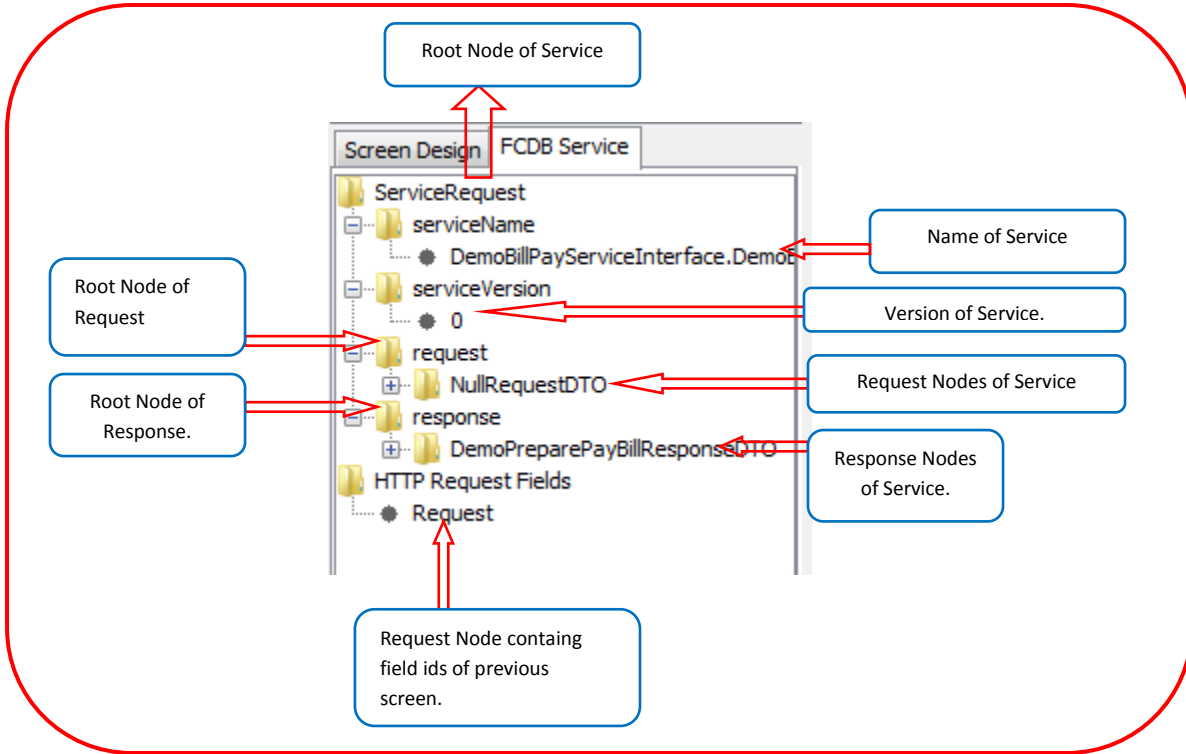 Root Node of Service
Screen Design
FCDB Service
ServiceRequest
serviceName
DemoBillPayServiceInterface.DemoB
Name of Service
Root Node of
Request
serviceVersion
0
Version of Service.
request
NullRequestDTO
Request Nodes of Service
Root Node of
Response.
response
DemoPreparePayBillResponseDTO
Response Nodes
of Service.
HTTP Request Fields
Request
Request Node containg
field ids of previous
screen.